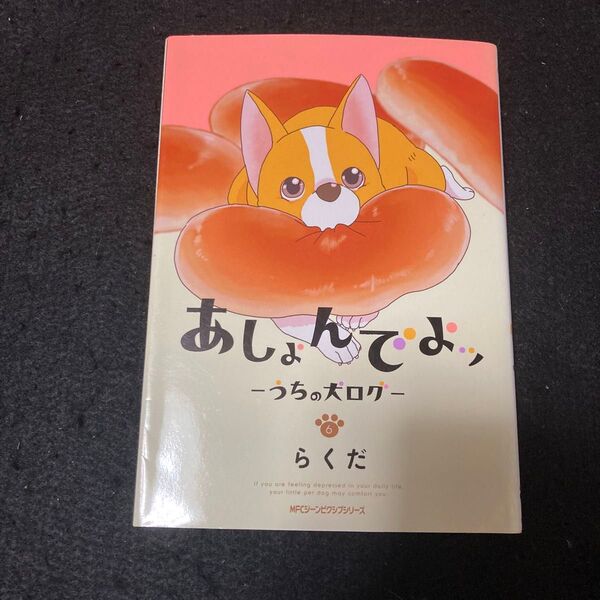 あしょんでよッ
－うちの犬ログ－
6
らくだ
If you are feeling depressed in your daily life,
your little pet dog may comfort you.
MFCジーンピクシブシリーズ